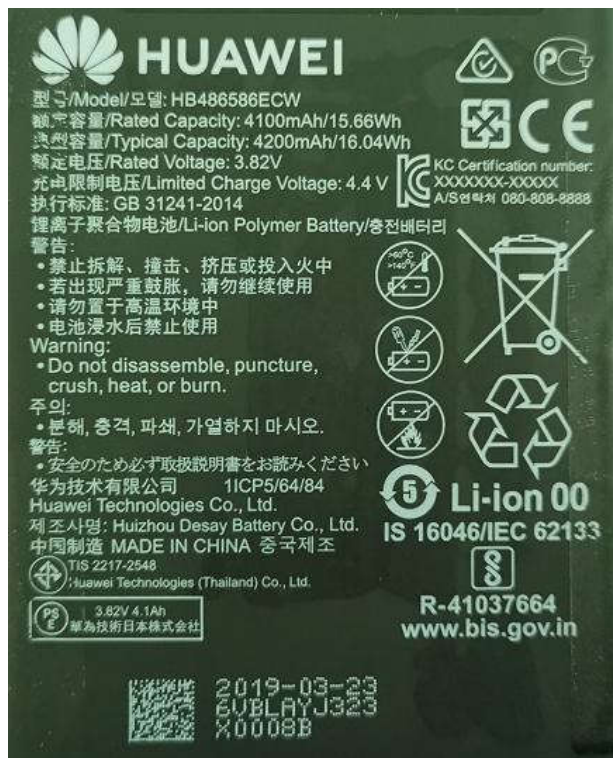 HUAWEI
型号/Model/모델: HB486586ECW
额定容量/Rated Capacity: 4100mAh/15.66Wh
典型容量/Typical Capacity: 4200mAh/16.04Wh
额定电压/Rated Voltage: 3.82V
充电限制电压/Limited Charge Voltage: 4.4 V
KC Certification number:
XXXXXXX-XXXXX
A/S연락처 080-808-8888
执行标准: GB 31241-2014
锂离子聚合物电池/Li-ion Polymer Battery/충전배터리
警告:
•禁止拆解、撞击、挤压或投入火中
•若出现严重鼓胀，请勿继续使用
•请勿置于高温环境中
•电池浸水后禁止使用
>60°C
>140°F
Warning:
•Do not disassemble, puncture,
crush, heat, or burn.
주의:
•분해, 충격, 파쇄, 가열하지 마시오.
警告:
•安全のため必ず取扱説明書をお読みください
华为技术有限公司 1ICP5/64/84
Huawei Technologies Co., Ltd.
제조사명: Huizhou Desay Battery Co., Ltd.
中国制造 MADE IN CHINA 중국제조
5
Li-ion 00
IS 16046/IEC 62133
TIS 2217-2548
Huawei Technologies (Thailand) Co., Ltd.
R-41037664
www.bis.gov.in
PS
E
3.82V 4.1Ah
華為技術日本株式会社
2019-03-23
6VBLAYJ323
X0008B